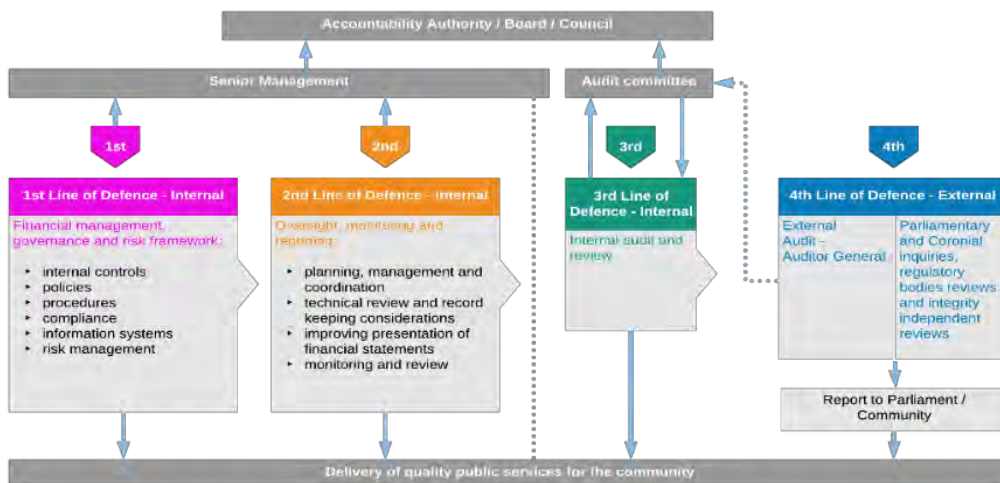 Accountability Authority / Board / Council
Senior Management
Audit committee
1st
2nd
3rd
4th
1st Line of Defence - Internal
Financial management,
governance and risk framework:
internal controls
policies
procedures
compliance
information systems
risk management
2nd Line of Defence - Internal
Oversight, monitoring and
reporting:
planning, management and
coordination
technical review and record
keeping considerations
improving presentation of
financial statements
monitoring and review
3rd Line of
Defence - Internal
Internal audit and
review
4th Line of Defence - External
External
Audit -
Auditor General
Parliamentary
and Coronial
inquiries,
regulatory
bodies reviews
and integrity
independent
reviews
Report to Parliament /
Community
Delivery of quality public services for the community